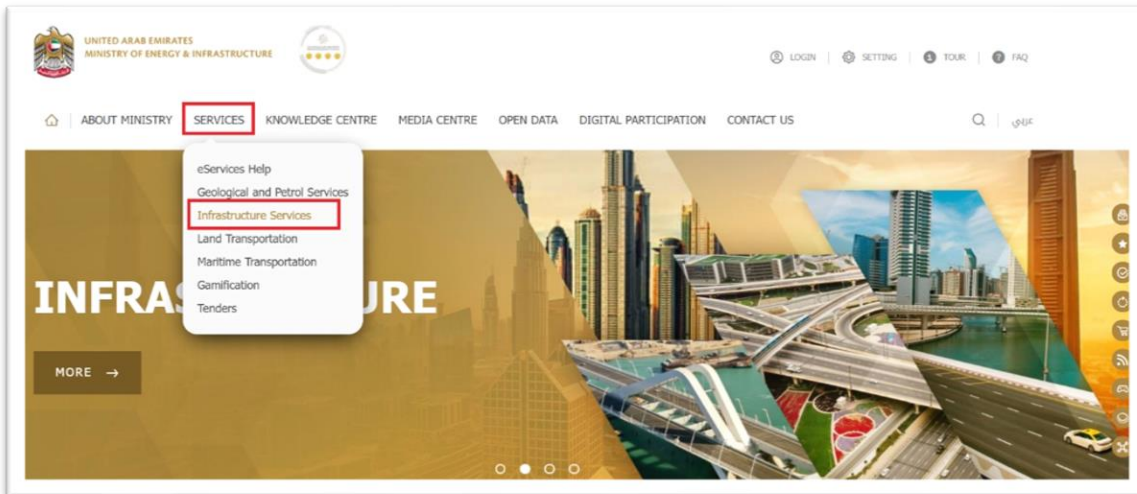 UNITED ARAB EMIRATES
MINISTRY OF ENERGY & INFRASTRUCTURE
LOGIN
SETTING
TOUR
FAQ
ABOUT MINISTRY
SERVICES
KNOWLEDGE CENTRE
MEDIA CENTRE
OPEN DATA
DIGITAL PARTICIPATION
CONTACT US
عربي
eServices Help
Geological and Petrol Services
Infrastructure Services
Land Transportation
Maritime Transportation
Gamification
Tenders
INFRAS URE
MORE →